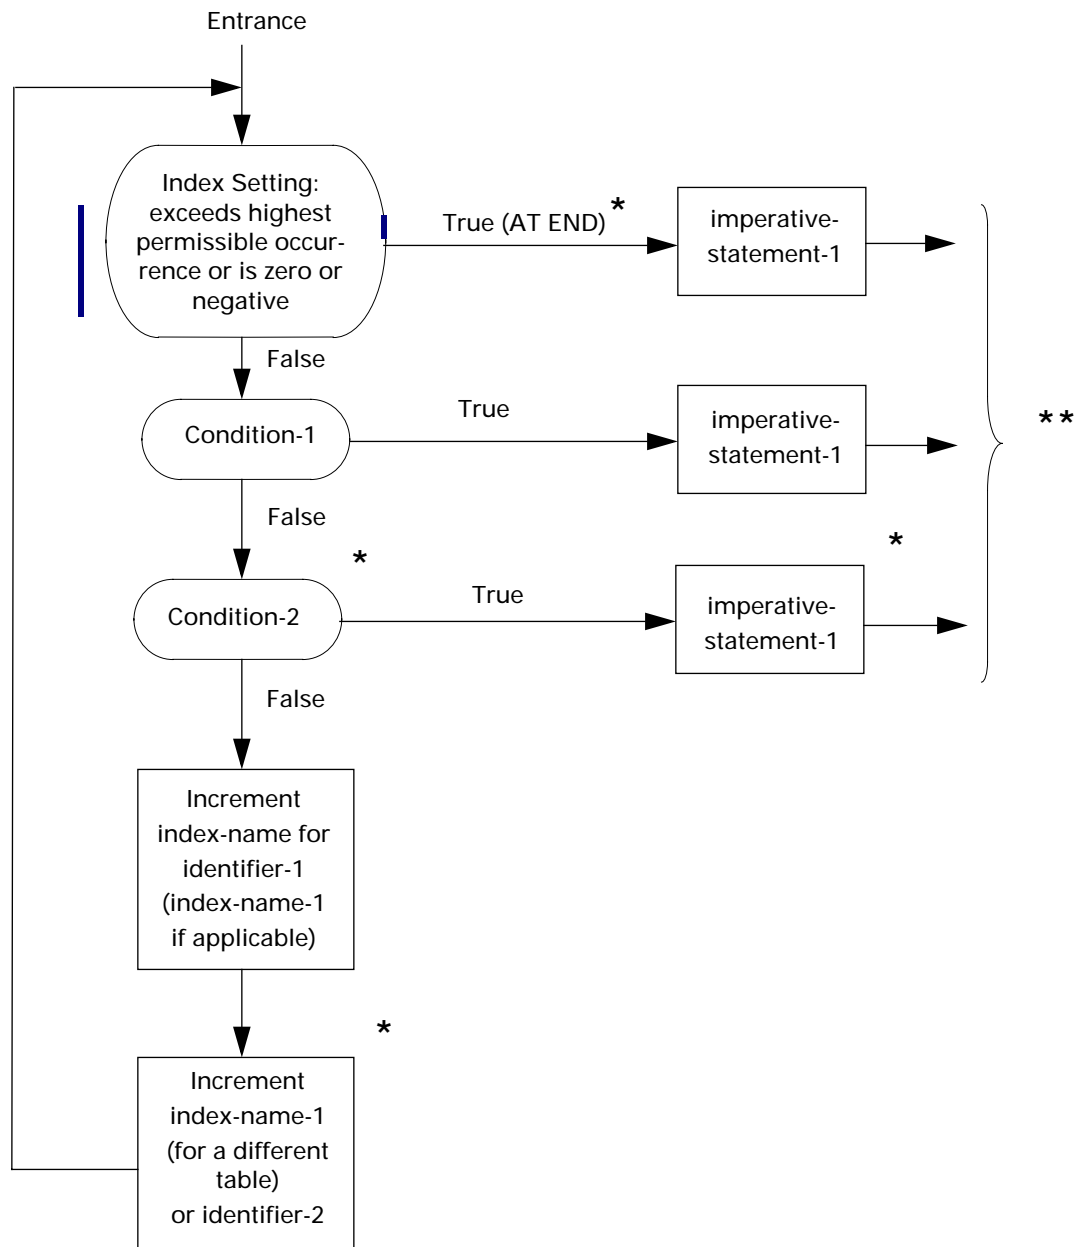 Entrance
Index Setting:
exceeds highest
permissible occur-
rence or is zero or
negative
True (AT END) *
imperative-
statement-1
False
Condition-1
True
imperative-
statement-1
**
False
*
Condition-2
True
*
imperative-
statement-1
False
Increment
index-name for
identifier-1
(index-name-1
if applicable)
*
Increment
index-name-1
(for a different
table)
or identifier-2